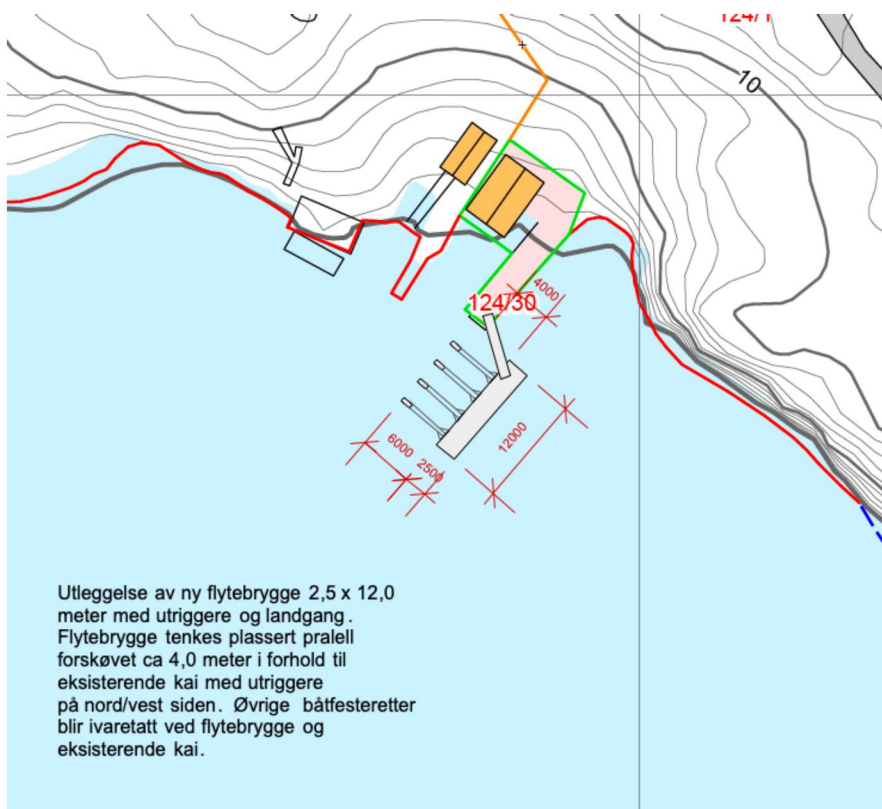 124/1
10
124/30
4000
12000
6000
2500
Utleggelse av ny flytebrygge 2,5 x 12,0
meter med utriggere og landgang.
Flytebrygge tenkes plassert pralell
forskøvet ca 4,0 meter i forhold til
eksisterende kai med utriggere
på nord/vest siden. Øvrige båtfesteretter
blir ivaretatt ved flytebrygge og
eksisterende kai.